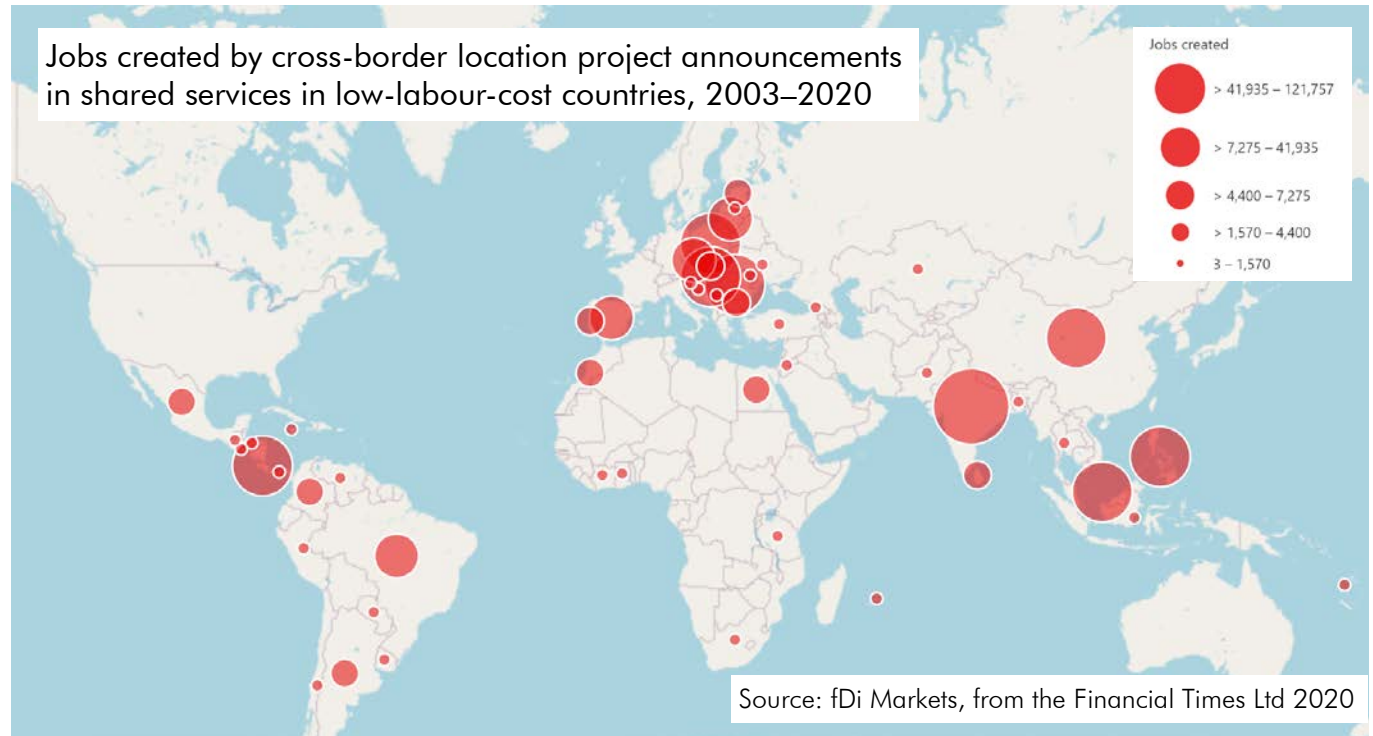 Jobs created by cross-border location project announcements
in shared services in low-labour-cost countries, 2003–2020
Jobs created
> 41,935 – 121,757
> 7,275 – 41,935
> 4,400 – 7,275
> 1,570 – 4,400
3 – 1,570
Source: fDi Markets, from the Financial Times Ltd 2020